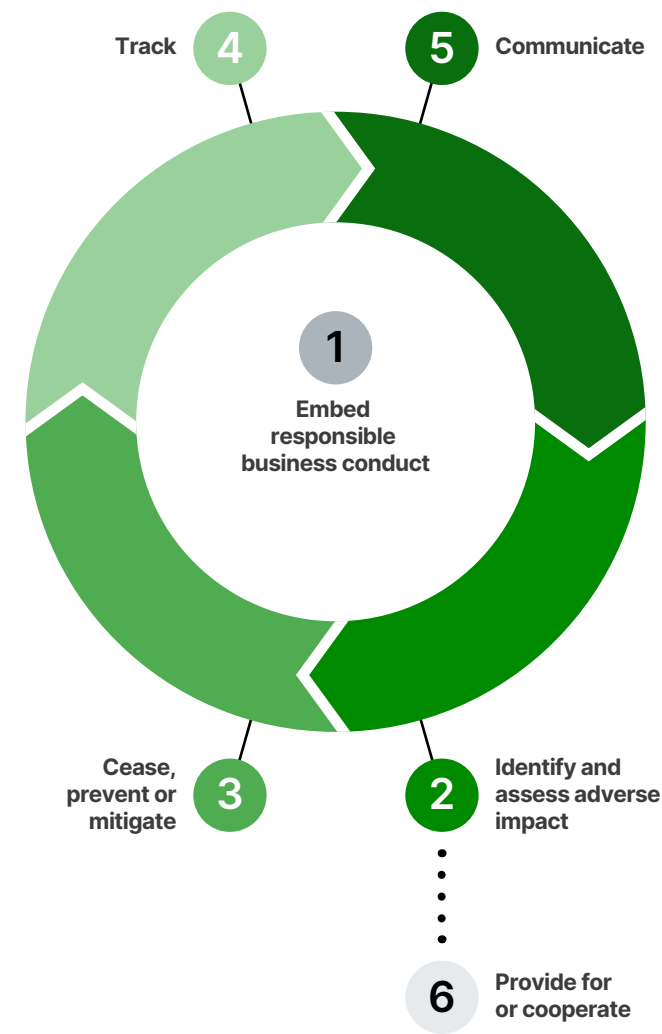 Track
4
5
Communicate
1
Embed
responsible
business conduct
Cease,
prevent or
mitigate
3
2
Identify and
assess adverse
impact
6
Provide for
or cooperate